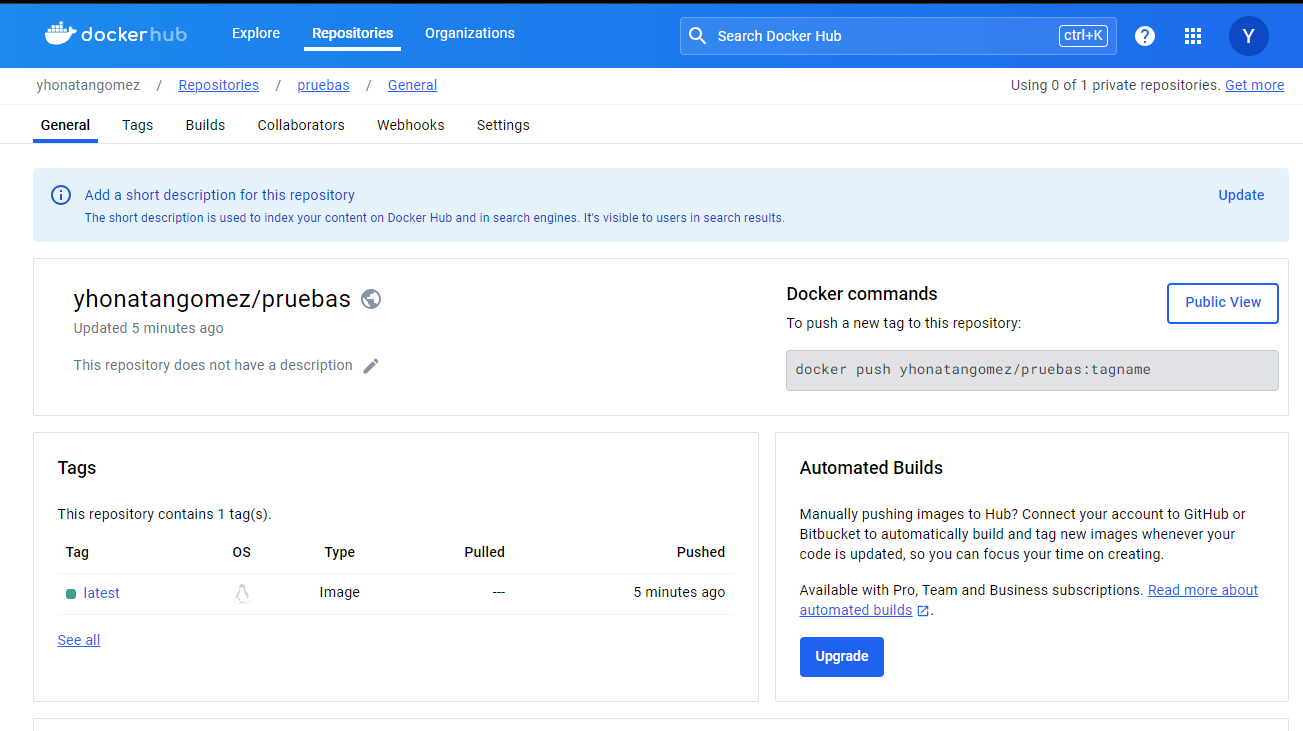 dockerhub
Explore
Repositories
Organizations
Search Docker Hub
ctrl+K
?
Y
yhonatangomez / Repositories / pruebas / General
Using 0 of 1 private repositories. Get more
General
Tags
Builds
Collaborators
Webhooks
Settings
Add a short description for this repository
The short description is used to index your content on Docker Hub and in search engines. It's visible to users in search results.
Update
yhonatangomez/pruebas
Updated 5 minutes ago
This repository does not have a description
Docker commands
To push a new tag to this repository:
Public View
docker push yhonatangomez/pruebas:tagname
Tags
This repository contains 1 tag(s).
Tag OS Type Pulled Pushed
latest Image --- 5 minutes ago
See all
Automated Builds
Manually pushing images to Hub? Connect your account to GitHub or
Bitbucket to automatically build and tag new images whenever your
code is updated, so you can focus your time on creating.
Available with Pro, Team and Business subscriptions. Read more about
automated builds.
Upgrade